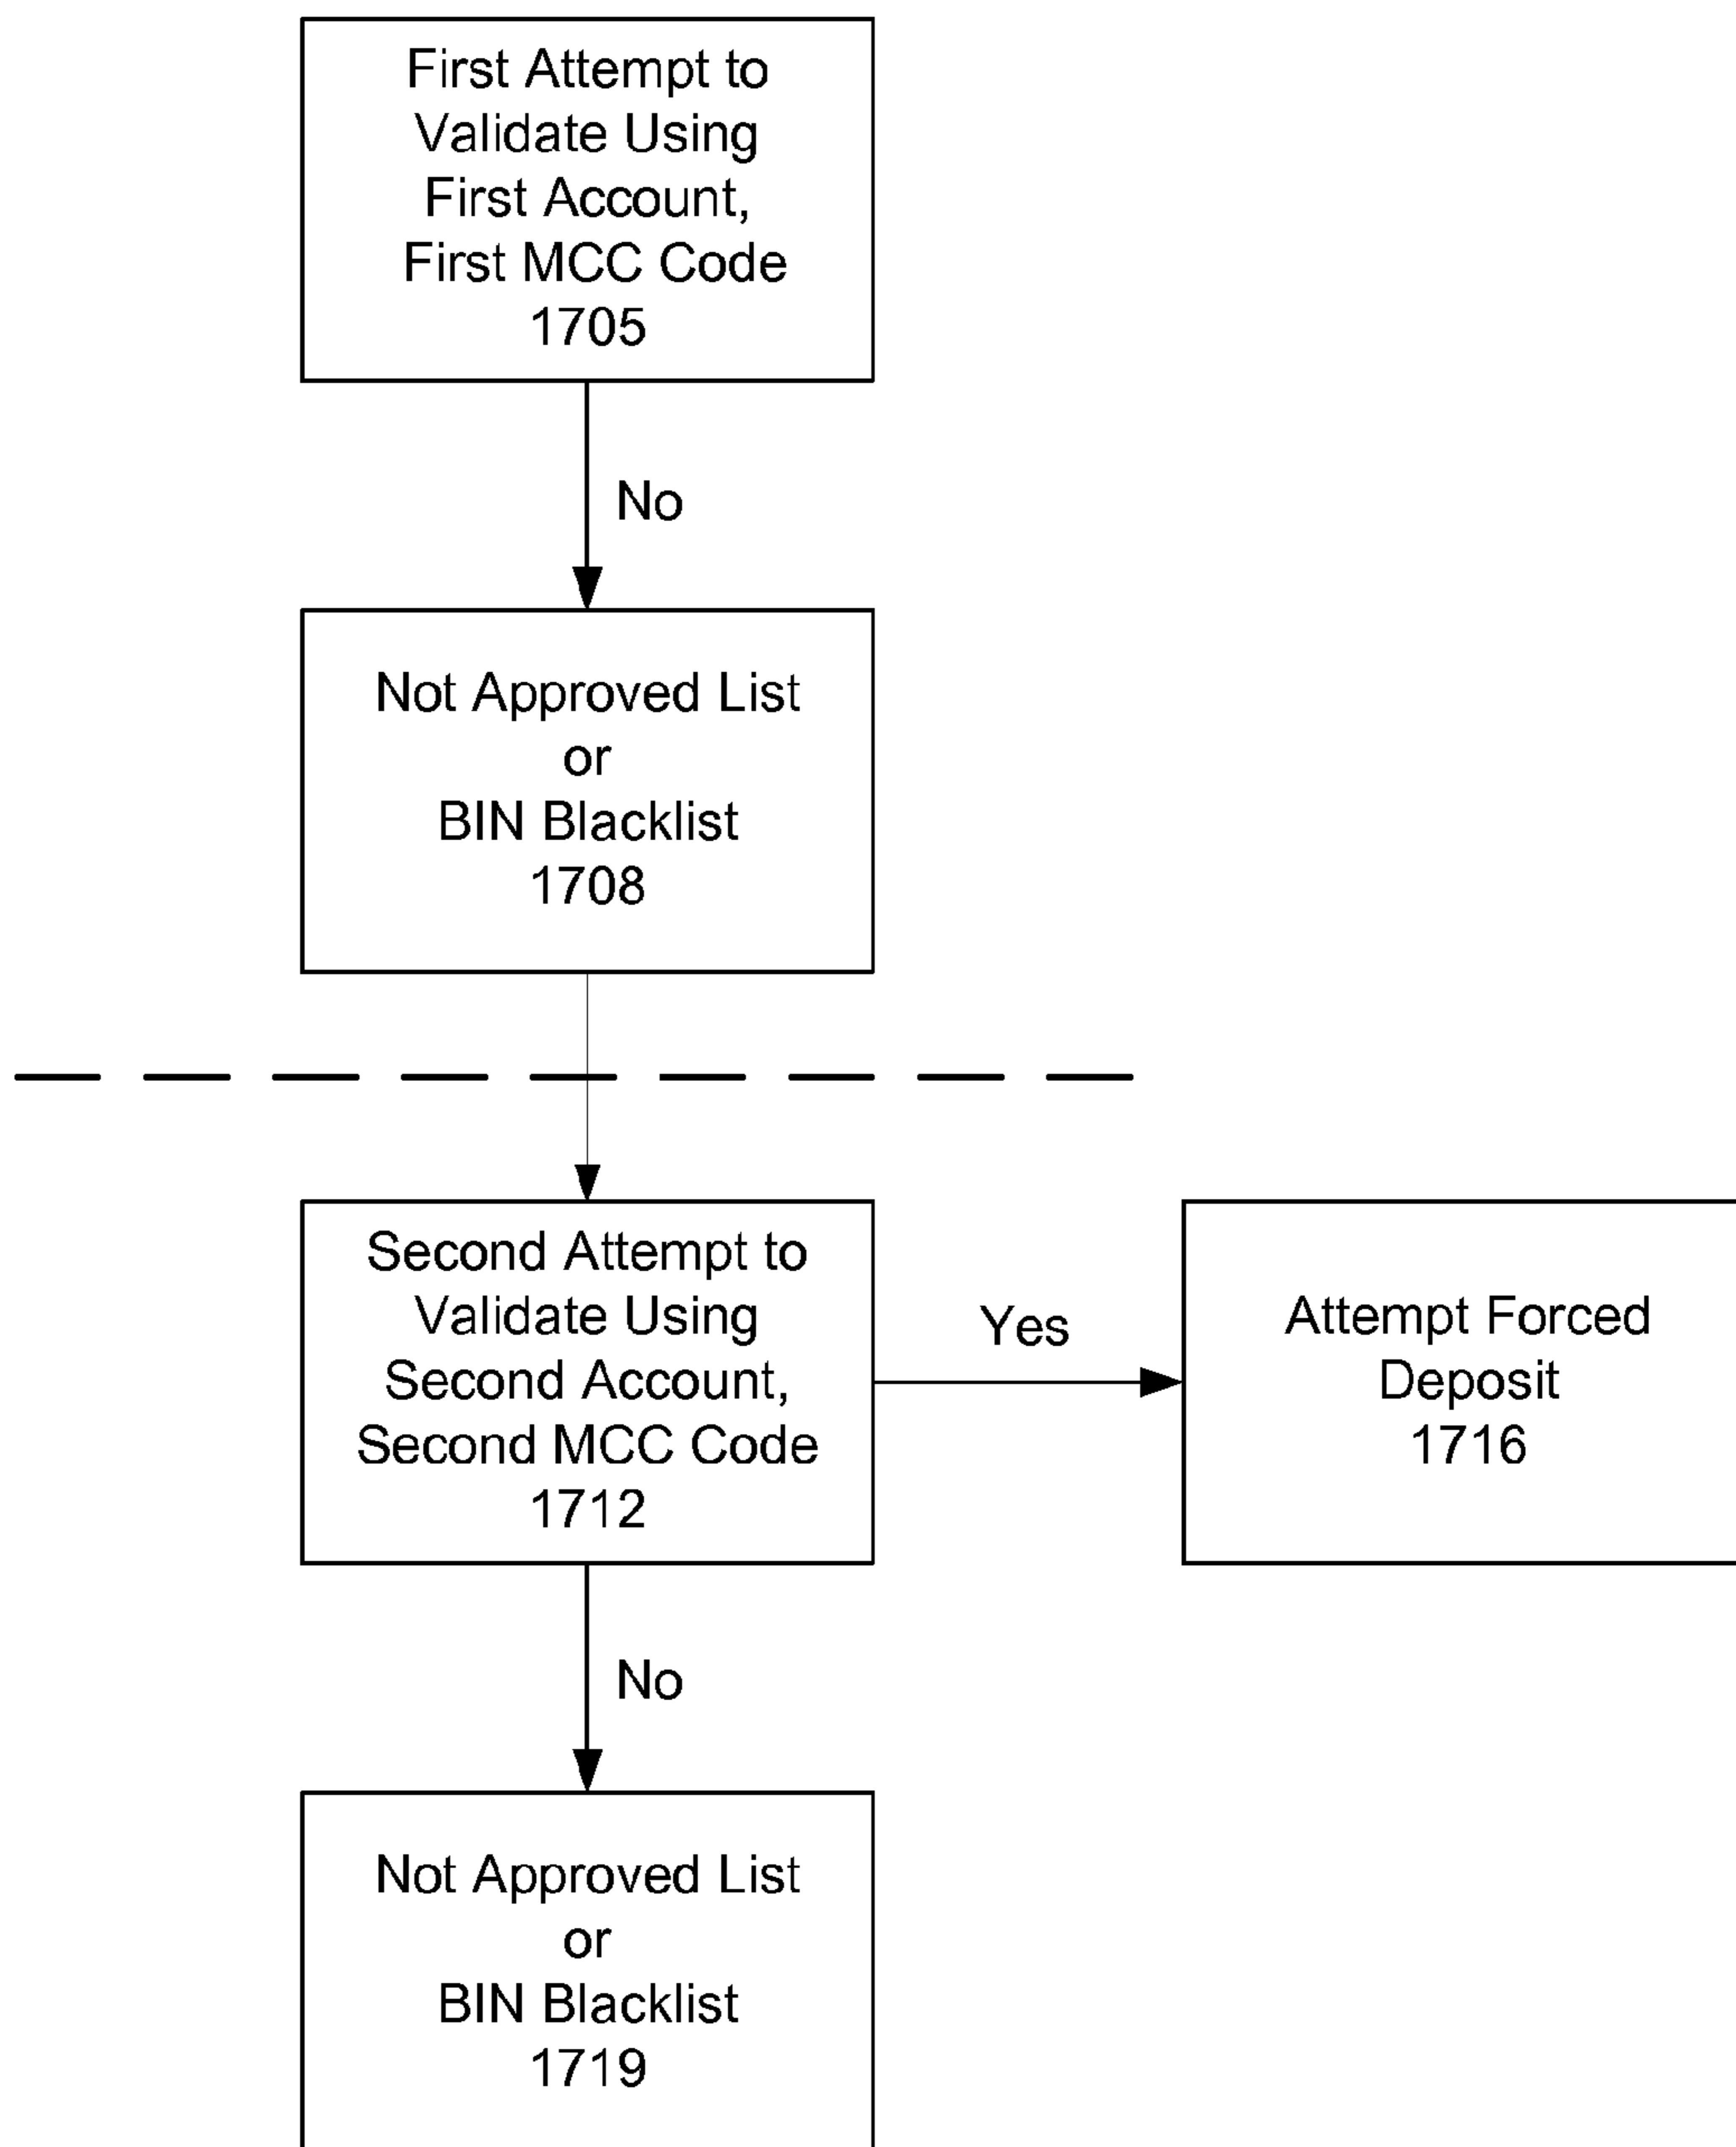 First Attempt to
Validate Using
First Account,
First MCC Code
1705
No
Not Approved List
or
BIN Blacklist
1708
Second Attempt to
Validate Using
Second Account,
Second MCC Code
1712
Yes
Attempt Forced
Deposit
1716
No
Not Approved List
or
BIN Blacklist
1719